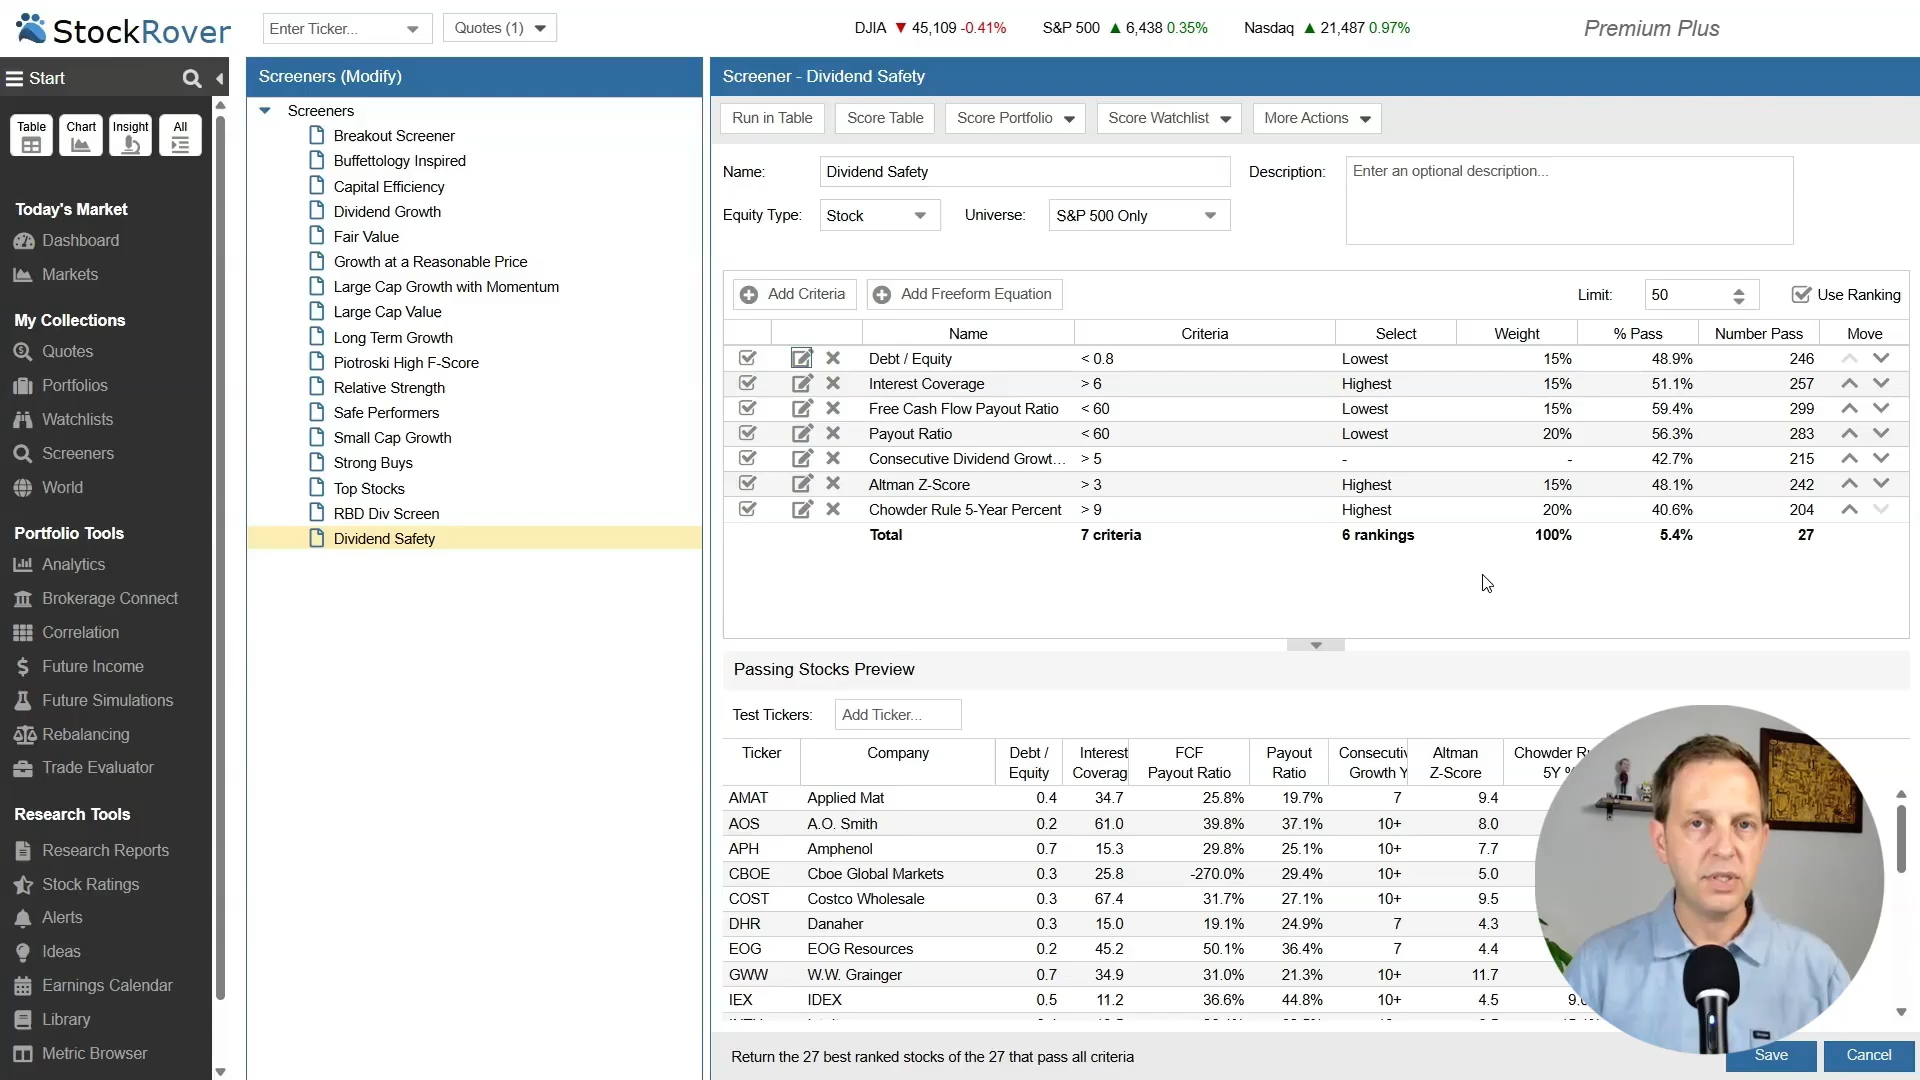 StockRover
Enter Ticker...
Quotes (1)
DJIA ▼ 45,109 -0.41%
S&P 500 ▲ 6,438 0.35%
Nasdaq ▲ 21,487 0.97%
Premium Plus
Start
Table
Chart
Insight
All
Today's Market
Dashboard
Markets
My Collections
Quotes
Portfolios
Watchlists
Screeners
World
Portfolio Tools
Analytics
Brokerage Connect
Correlation
Future Income
Future Simulations
Rebalancing
Trade Evaluator
Research Tools
Research Reports
Stock Ratings
Alerts
Ideas
Earnings Calendar
Library
Metric Browser
Screeners (Modify)
Screeners
Breakout Screener
Buffettology Inspired
Capital Efficiency
Dividend Growth
Fair Value
Growth at a Reasonable Price
Large Cap Growth with Momentum
Large Cap Value
Long Term Growth
Piotroski High F-Score
Relative Strength
Safe Performers
Small Cap Growth
Strong Buys
Top Stocks
RBD Div Screen
Dividend Safety
Screener - Dividend Safety
Run in Table
Score Table
Score Portfolio
Score Watchlist
More Actions
Name: Dividend Safety
Description: Enter an optional description...
Equity Type: Stock
Universe: S&P 500 Only
Add Criteria
Add Freeform Equation
Limit: 50
Use Ranking
Name Criteria Select Weight % Pass Number Pass Move
Debt / Equity < 0.8 Lowest 15% 48.9% 246
Interest Coverage > 6 Highest 15% 51.1% 257
Free Cash Flow Payout Ratio < 60 Lowest 15% 59.4% 299
Payout Ratio < 60 Lowest 20% 56.3% 283
Consecutive Dividend Growt... > 5 - - 42.7% 215
Altman Z-Score > 3 Highest 15% 48.1% 242
Chowder Rule 5-Year Percent > 9 Highest 20% 40.6% 204
Total 7 criteria 6 rankings 100% 5.4% 27
Passing Stocks Preview
Test Tickers: Add Ticker...
Ticker Company Debt / Interest FCF Payout Consecutiv Altman Chowder Ru
Equity Coverag Payout Ratio Ratio Growth Y Z-Score 5Y %
AMAT Applied Mat 0.4 34.7 25.8% 19.7% 7 9.4
AOS A.O. Smith 0.2 61.0 39.8% 37.1% 10+ 8.0
APH Amphenol 0.7 15.3 29.8% 25.1% 10+ 7.7
CBOE Cboe Global Markets 0.3 25.8 -270.0% 29.4% 10+ 5.0
COST Costco Wholesale 0.3 67.4 31.7% 27.1% 10+ 9.5
DHR Danaher 0.3 15.0 19.1% 24.9% 7 4.3
EOG EOG Resources 0.2 45.2 50.1% 36.4% 7 4.4
GWW W.W. Grainger 0.7 34.9 31.0% 21.3% 10+ 11.7
IEX IDEX 0.5 11.2 36.6% 44.8% 10+ 4.5
Return the 27 best ranked stocks of the 27 that pass all criteria
Save
Cancel